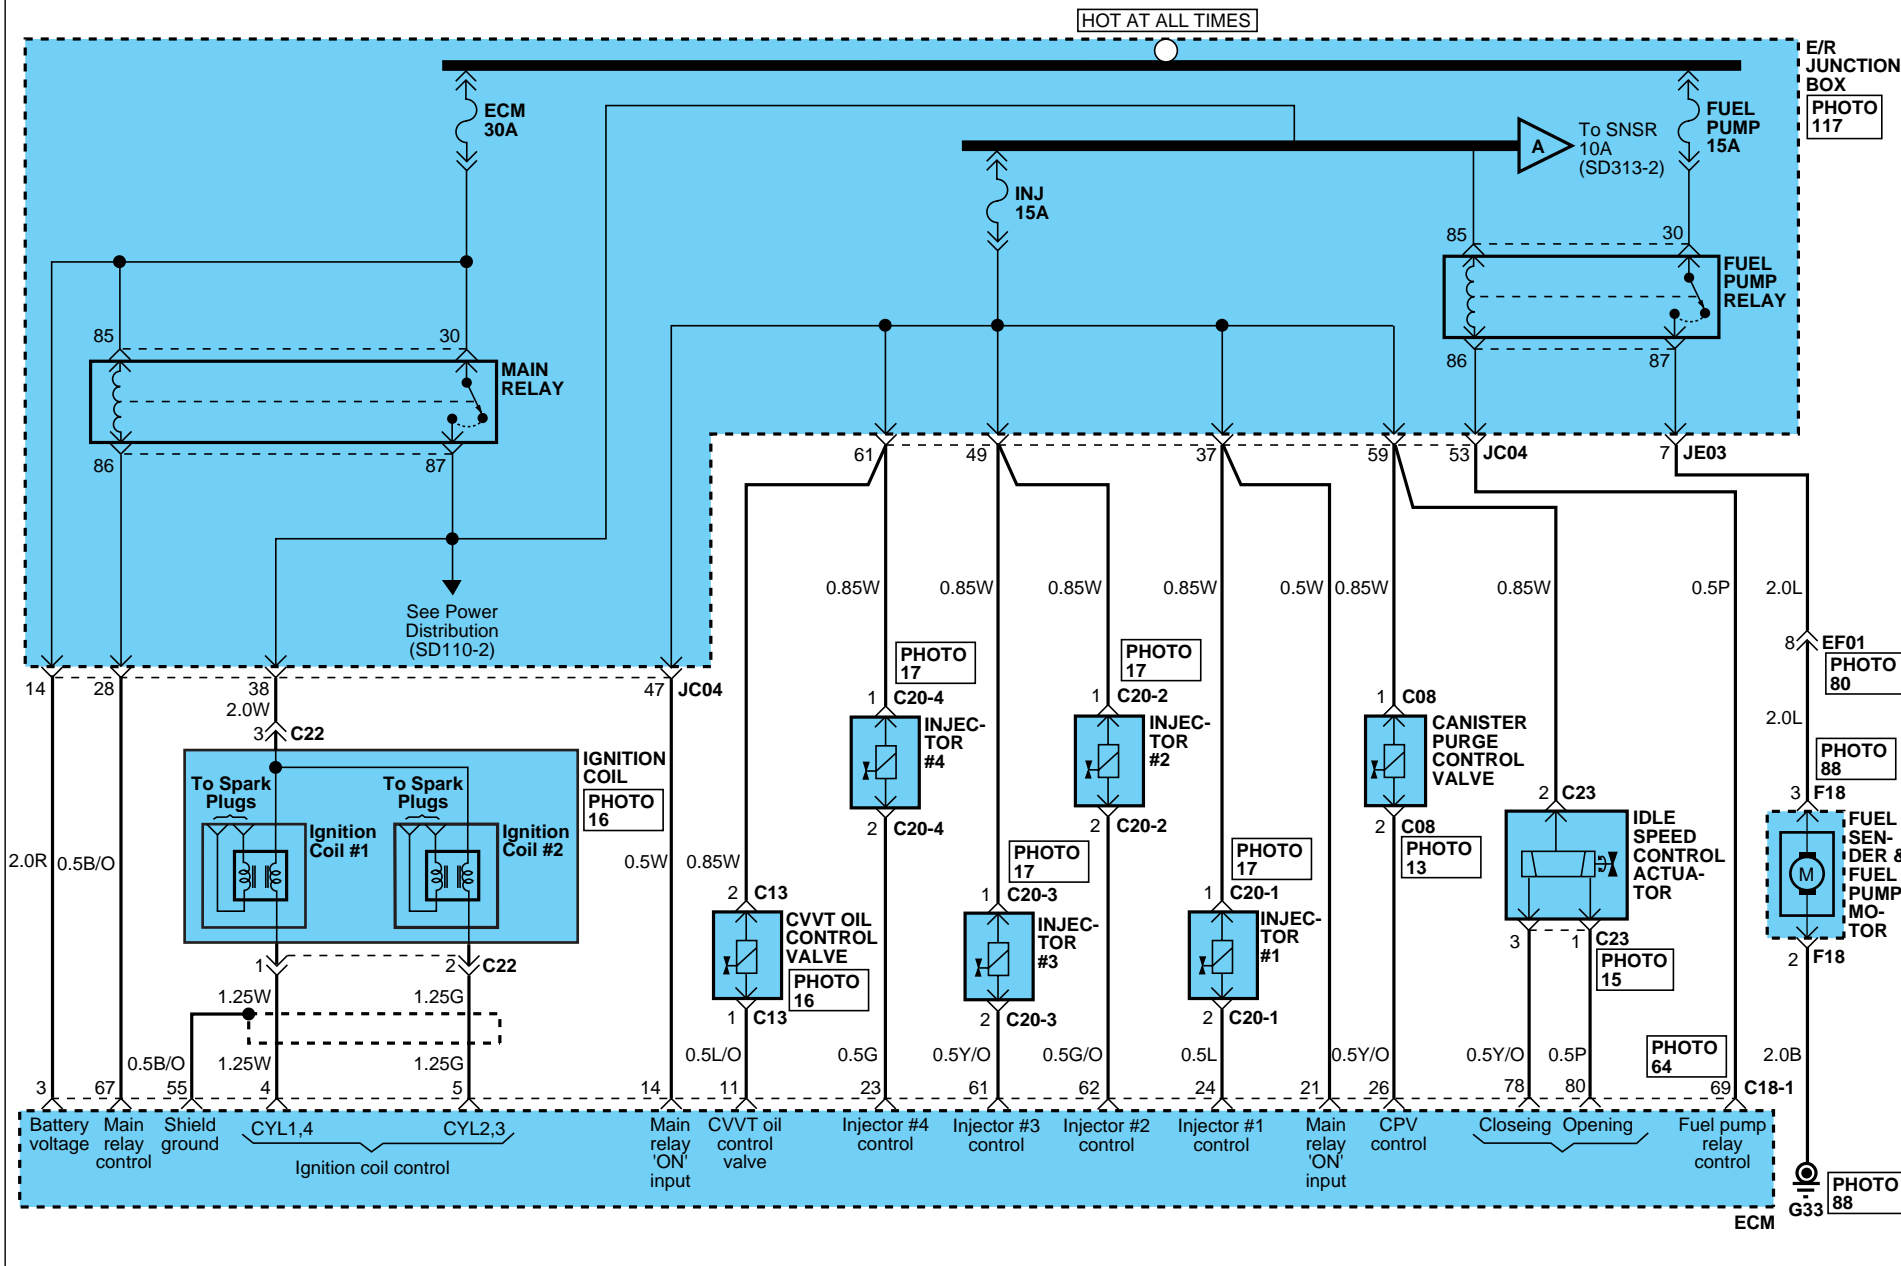 HOT AT ALL TIMES
E/R
JUNCTION
BOX
PHOTO
117
ECM
30A
FUEL
PUMP
15A
A
To SNSR
10A
(SD313-2)
INJ
15A
85
30
FUEL
PUMP
RELAY
86
87
85
30
MAIN
RELAY
86
87
See Power
Distribution
(SD110-2)
61
49
37
59
53
JC04
7
JE03
0.85W
0.85W
0.85W
0.85W
0.5W
0.85W
0.85W
0.5P
2.0L
8
EF01
PHOTO
80
2.0L
PHOTO
88
14
28
38
47
JC04
2.0W
3
C22
IGNITION
COIL
PHOTO
16
To Spark
Plugs
To Spark
Plugs
Ignition
Coil #1
Ignition
Coil #2
PHOTO
17
1
C20-4
INJEC-
TOR
#4
2
C20-4
PHOTO
17
1
C20-2
INJEC-
TOR
#2
2
C20-2
1
C08
CANISTER
PURGE
CONTROL
VALVE
2
C08
PHOTO
13
2
C23
IDLE
SPEED
CONTROL
ACTUA-
TOR
3
1
C23
PHOTO
15
3
F18
FUEL
SEN-
DER &
FUEL
PUMP
MO-
TOR
M
2
F18
2.0R
0.5B/O
0.5W
0.85W
2
C13
CVVT OIL
CONTROL
VALVE
PHOTO
16
1
C13
PHOTO
17
1
C20-3
INJEC-
TOR
#3
2
C20-3
PHOTO
17
1
C20-1
INJEC-
TOR
#1
2
C20-1
1
2
C22
1.25W
1.25G
0.5B/O
1.25W
1.25G
0.5L/O
0.5G
0.5Y/O
0.5G/O
0.5L
0.5Y/O
0.5Y/O
0.5P
PHOTO
64
2.0B
3
67
55
4
5
14
11
23
61
62
24
21
26
78
80
69
C18-1
Battery
voltage
Main
relay
control
Shield
ground
CYL1,4
CYL2,3
Ignition coil control
Main
relay
'ON'
input
CVVT oil
control
valve
Injector #4
control
Injector #3
control
Injector #2
control
Injector #1
control
Main
relay
'ON'
input
CPV
control
Closeing
Opening
Fuel pump
relay
control
ECM
G33
PHOTO
88